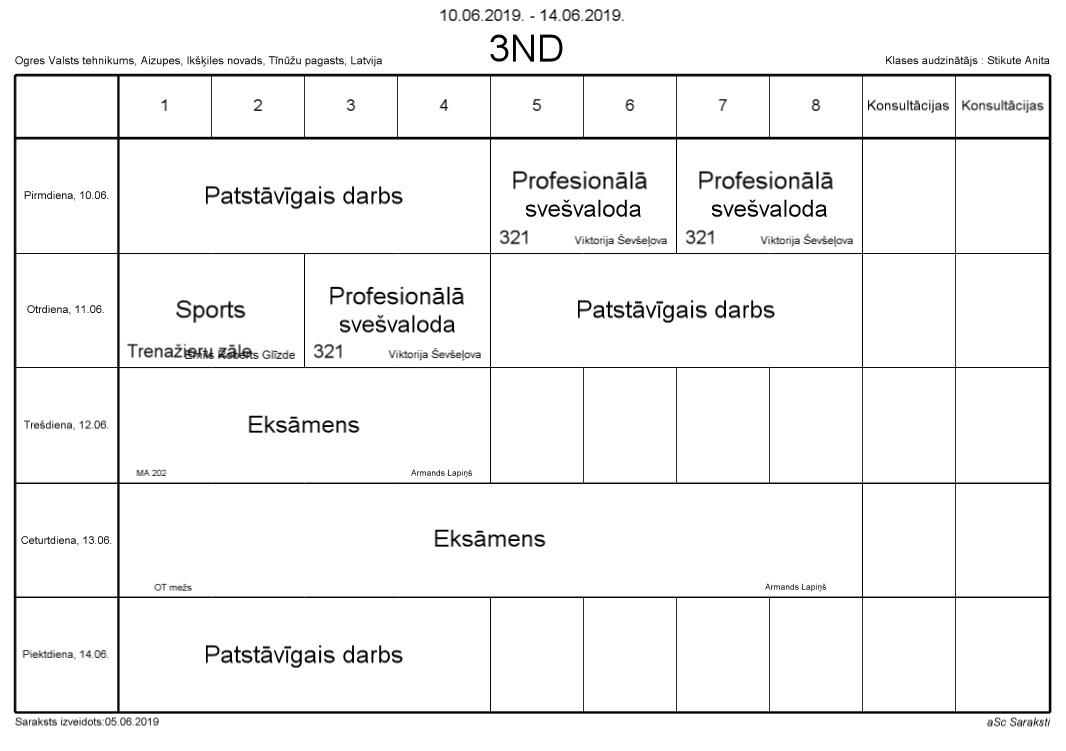 10.06.2019. - 14.06.2019.
3ND
Ogres Valsts tehnikums, Aizupes, Ikšķiles novads, Tīnūžu pagasts, Latvija
Klases audzinātājs : Stikute Anita
1 2 3 4 5 6 7 8 Konsultācijas Konsultācijas
Pirmdiena, 10.06.
Patstāvīgais darbs
Profesionālā
svešvaloda
321 Viktorija Ševšeļova
Profesionālā
svešvaloda
321 Viktorija Ševšeļova
Otrdiena, 11.06.
Sports
Trenažieru zāle
Emīls Roberts Glīzde
Profesionālā
svešvaloda
321 Viktorija Ševšeļova
Patstāvīgais darbs
Trešdiena, 12.06.
Eksāmens
MA 202 Armands Lapiņš
Ceturtdiena, 13.06.
Eksāmens
OT mežs Armands Lapiņš
Piektdiena, 14.06.
Patstāvīgais darbs
Saraksts izveidots:05.06.2019
aSc Saraksti